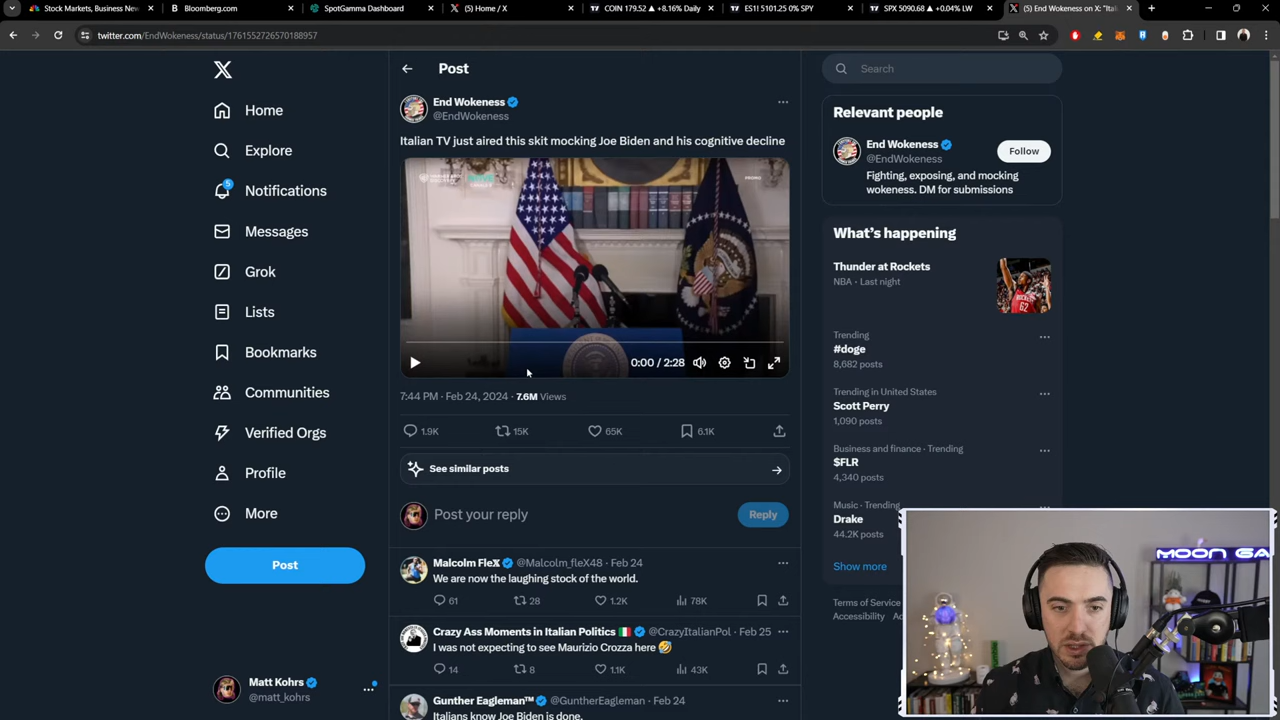 Stock Markets, Business New
Bloomberg.com
SpotGamma Dashboard
(5) Home / X
COIN 179.52 ▲ +8.16% Daily
ES1! 5101.25 0% SPY
SPX 5090.68 ▲ +0.04% LW
(5) End Wokeness on X: "Itali
twitter.com/EndWokeness/status/1761552726570188957
Home
Explore
5
Notifications
Messages
Grok
Lists
Bookmarks
Communities
Verified Orgs
Profile
More
Post
Matt Kohrs
@matt_kohrs
Post
End Wokeness
@EndWokeness
Italian TV just aired this skit mocking Joe Biden and his cognitive decline
PROMO
0:00 / 2:28
7:44 PM · Feb 24, 2024 · 7.6M Views
1.9K 15K 65K 6.1K
See similar posts
Post your reply
Reply
Malcolm FleX @Malcolm_fleX48 · Feb 24
We are now the laughing stock of the world.
61 28 1.2K 78K
Crazy Ass Moments in Italian Politics 🇮🇹 @CrazyItalianPol · Feb 25
I was not expecting to see Maurizio Crozza here 🤣
14 8 1.1K 43K
Gunther Eagleman™ @GuntherEagleman · Feb 24
Italians know Joe Biden is done.
Search
Relevant people
End Wokeness
@EndWokeness
Follow
Fighting, exposing, and mocking
wokeness. DM for submissions
What's happening
Thunder at Rockets
NBA · Last night
Trending
#doge
8,682 posts
Trending in United States
Scott Perry
1,090 posts
Business and finance · Trending
$FLR
4,340 posts
Music · Trending
Drake
44.2K posts
Show more
Terms of Service
Accessibility
MOON GA